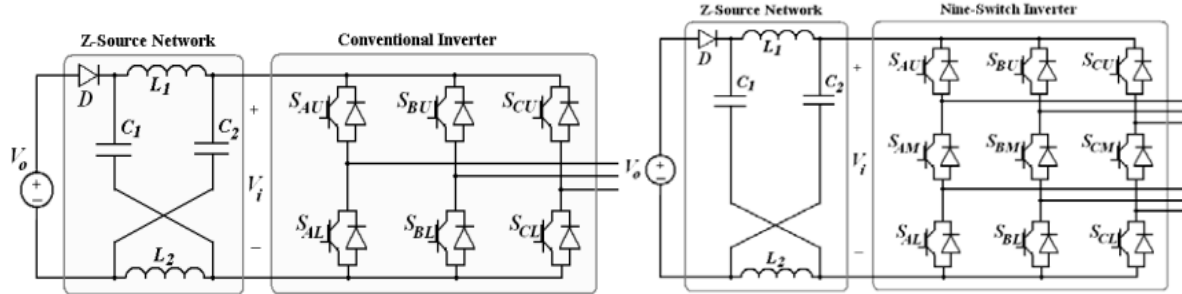 Z-Source Network
Conventional Inverter
D
L1
C1
C2
Vo
+
−
+
Vi
−
L2
SAU
SBU
SCU
SAL
SBL
SCL
Z-Source Network
Nine-Switch Inverter
D
L1
C1
C2
Vo
+
−
+
Vi
−
L2
SAU
SBU
SCU
SAM
SBM
SCM
SAL
SBL
SCL